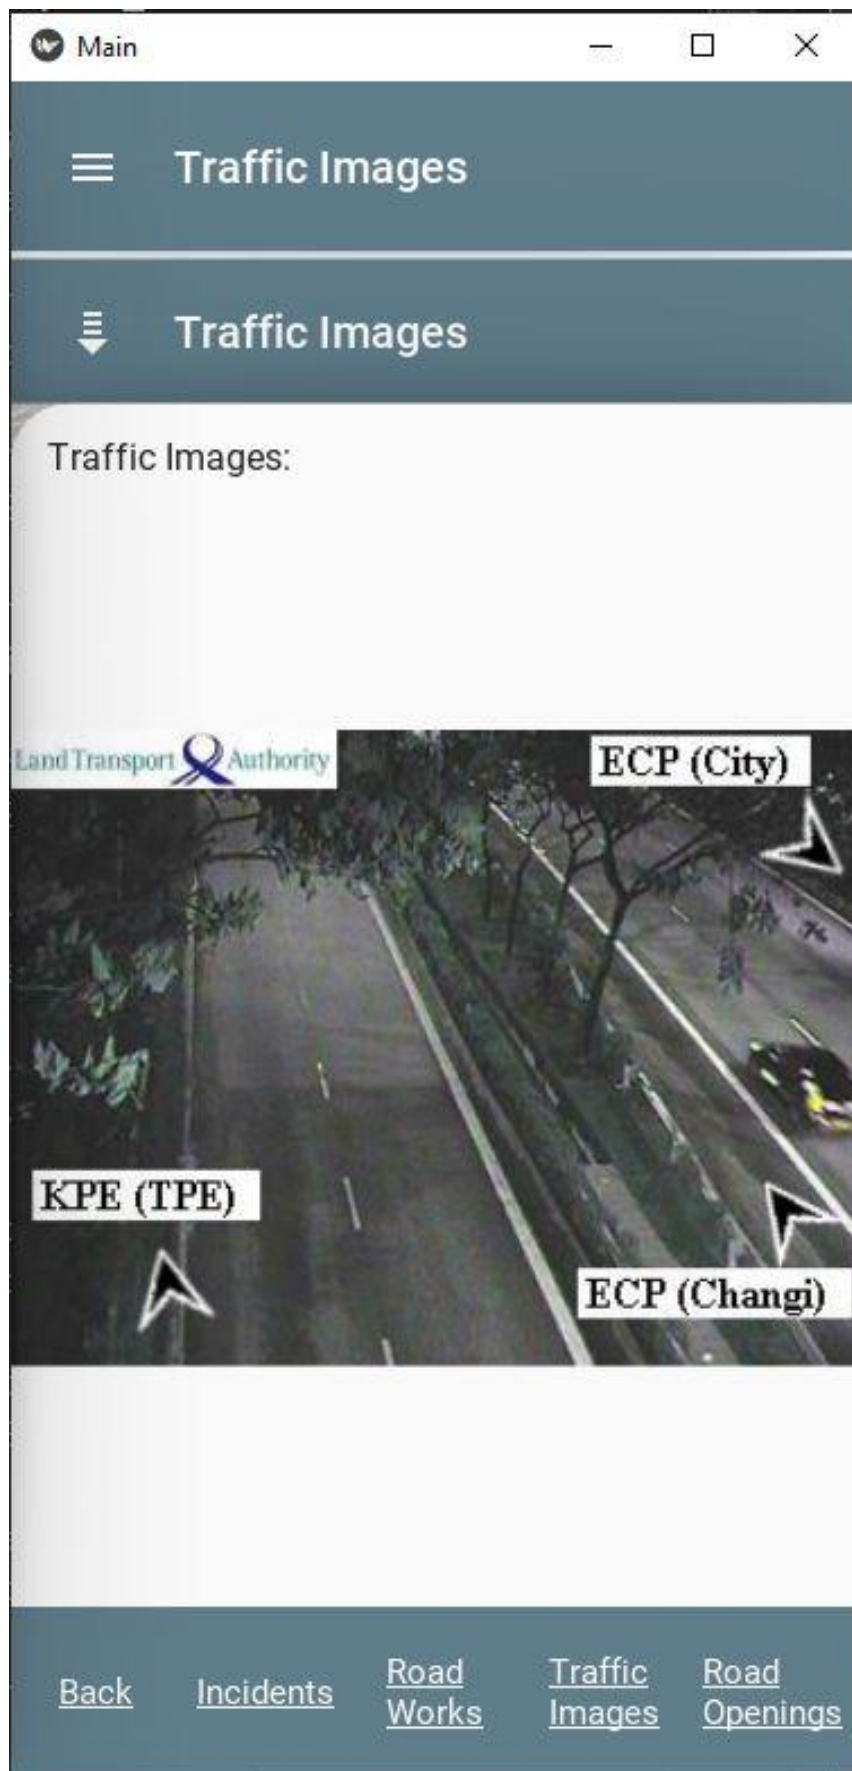 Main
Traffic Images
Traffic Images
Traffic Images:
Land Transport Authority
ECP (City)
KPE (TPE)
ECP (Changi)
Back
Incidents
Road
Works
Traffic
Images
Road
Openings